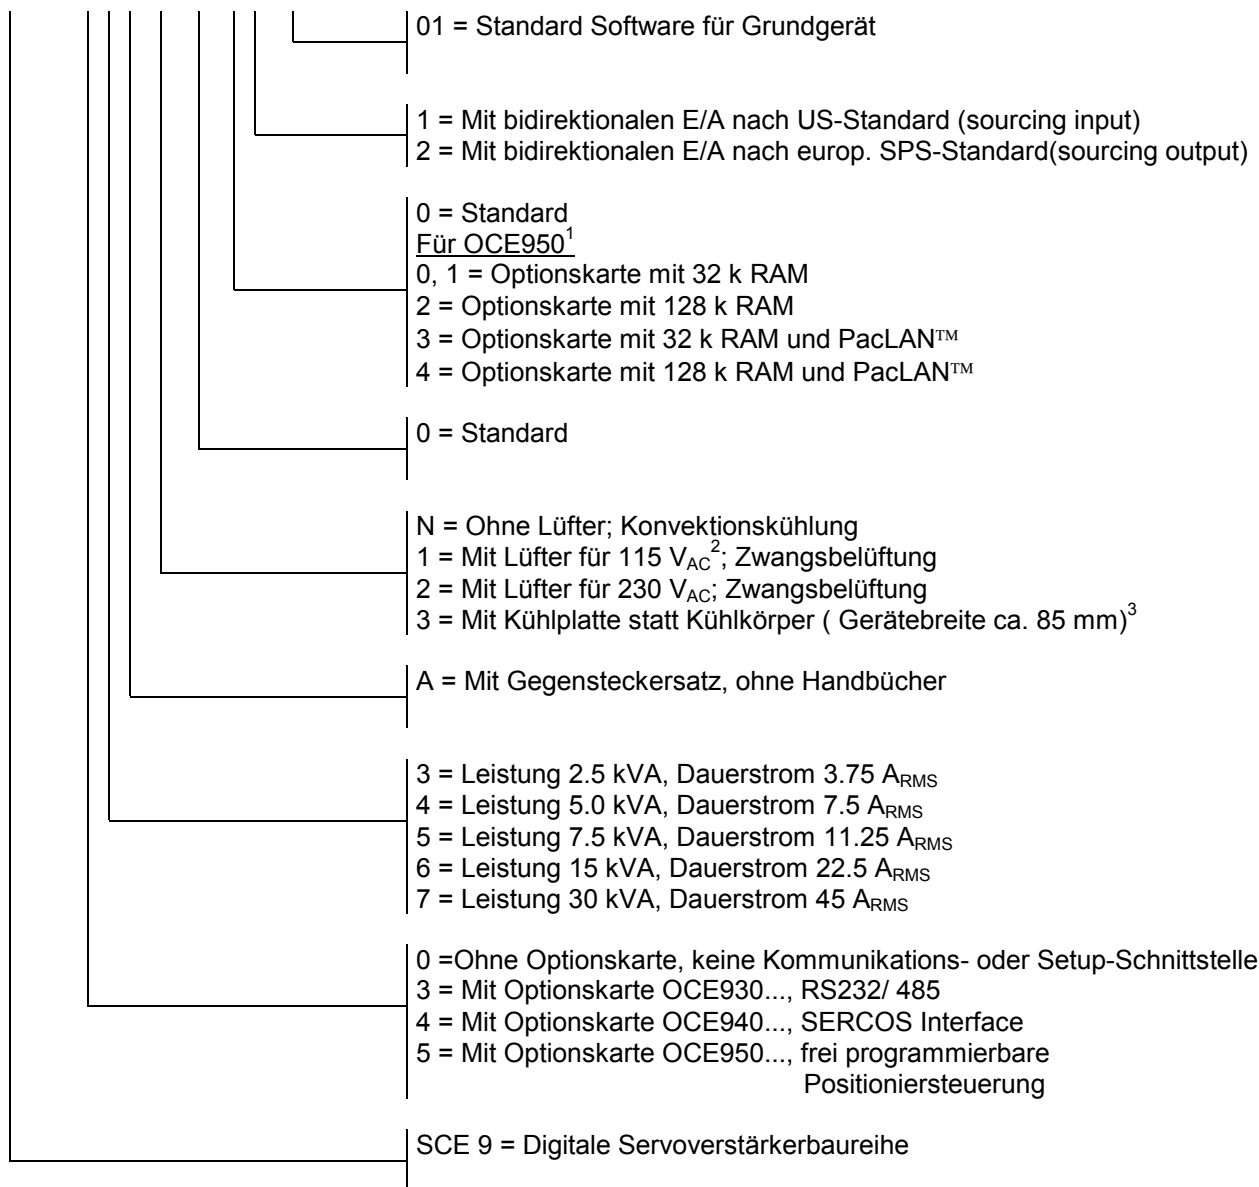 01 = Standard Software für Grundgerät
1 = Mit bidirektionalen E/A nach US-Standard (sourcing input)
2 = Mit bidirektionalen E/A nach europ. SPS-Standard(sourcing output)
0 = Standard
Für OCE950¹
0, 1 = Optionskarte mit 32 k RAM
2 = Optionskarte mit 128 k RAM
3 = Optionskarte mit 32 k RAM und PacLAN™
4 = Optionskarte mit 128 k RAM und PacLAN™
0 = Standard
N = Ohne Lüfter; Konvektionskühlung
1 = Mit Lüfter für 115 VAC²; Zwangsbelüftung
2 = Mit Lüfter für 230 VAC; Zwangsbelüftung
3 = Mit Kühlplatte statt Kühlkörper ( Gerätebreite ca. 85 mm)³
A = Mit Gegensteckersatz, ohne Handbücher
3 = Leistung 2.5 kVA, Dauerstrom 3.75 ARMS
4 = Leistung 5.0 kVA, Dauerstrom 7.5 ARMS
5 = Leistung 7.5 kVA, Dauerstrom 11.25 ARMS
6 = Leistung 15 kVA, Dauerstrom 22.5 ARMS
7 = Leistung 30 kVA, Dauerstrom 45 ARMS
0 =Ohne Optionskarte, keine Kommunikations- oder Setup-Schnittstelle
3 = Mit Optionskarte OCE930..., RS232/ 485
4 = Mit Optionskarte OCE940..., SERCOS Interface
5 = Mit Optionskarte OCE950..., frei programmierbare
Positioniersteuerung
SCE 9 = Digitale Servoverstärkerbaureihe